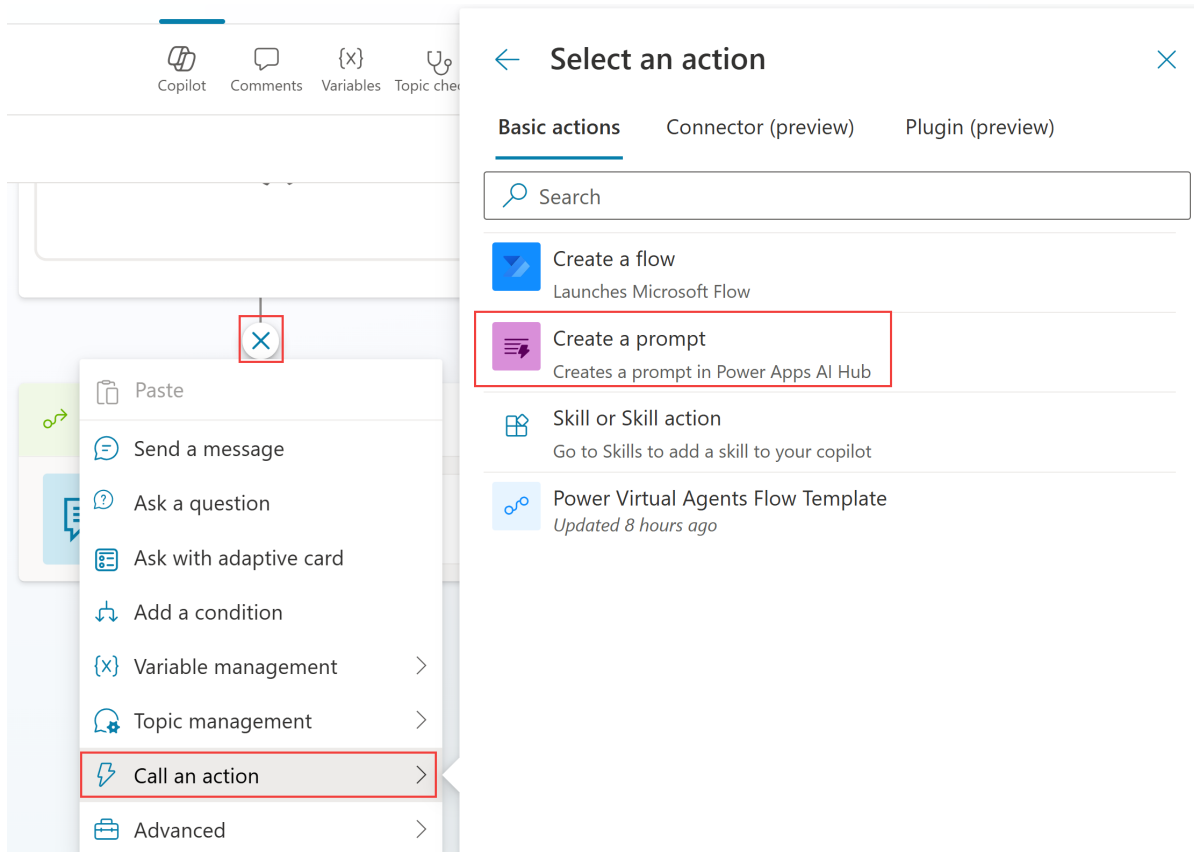 Copilot
Comments
{x}
Variables
Topic chec
Paste
Send a message
Ask a question
Ask with adaptive card
Add a condition
{x} Variable management
Topic management
Call an action
Advanced
Select an action
Basic actions
Connector (preview)
Plugin (preview)
Search
Create a flow
Launches Microsoft Flow
Create a prompt
Creates a prompt in Power Apps AI Hub
Skill or Skill action
Go to Skills to add a skill to your copilot
Power Virtual Agents Flow Template
Updated 8 hours ago